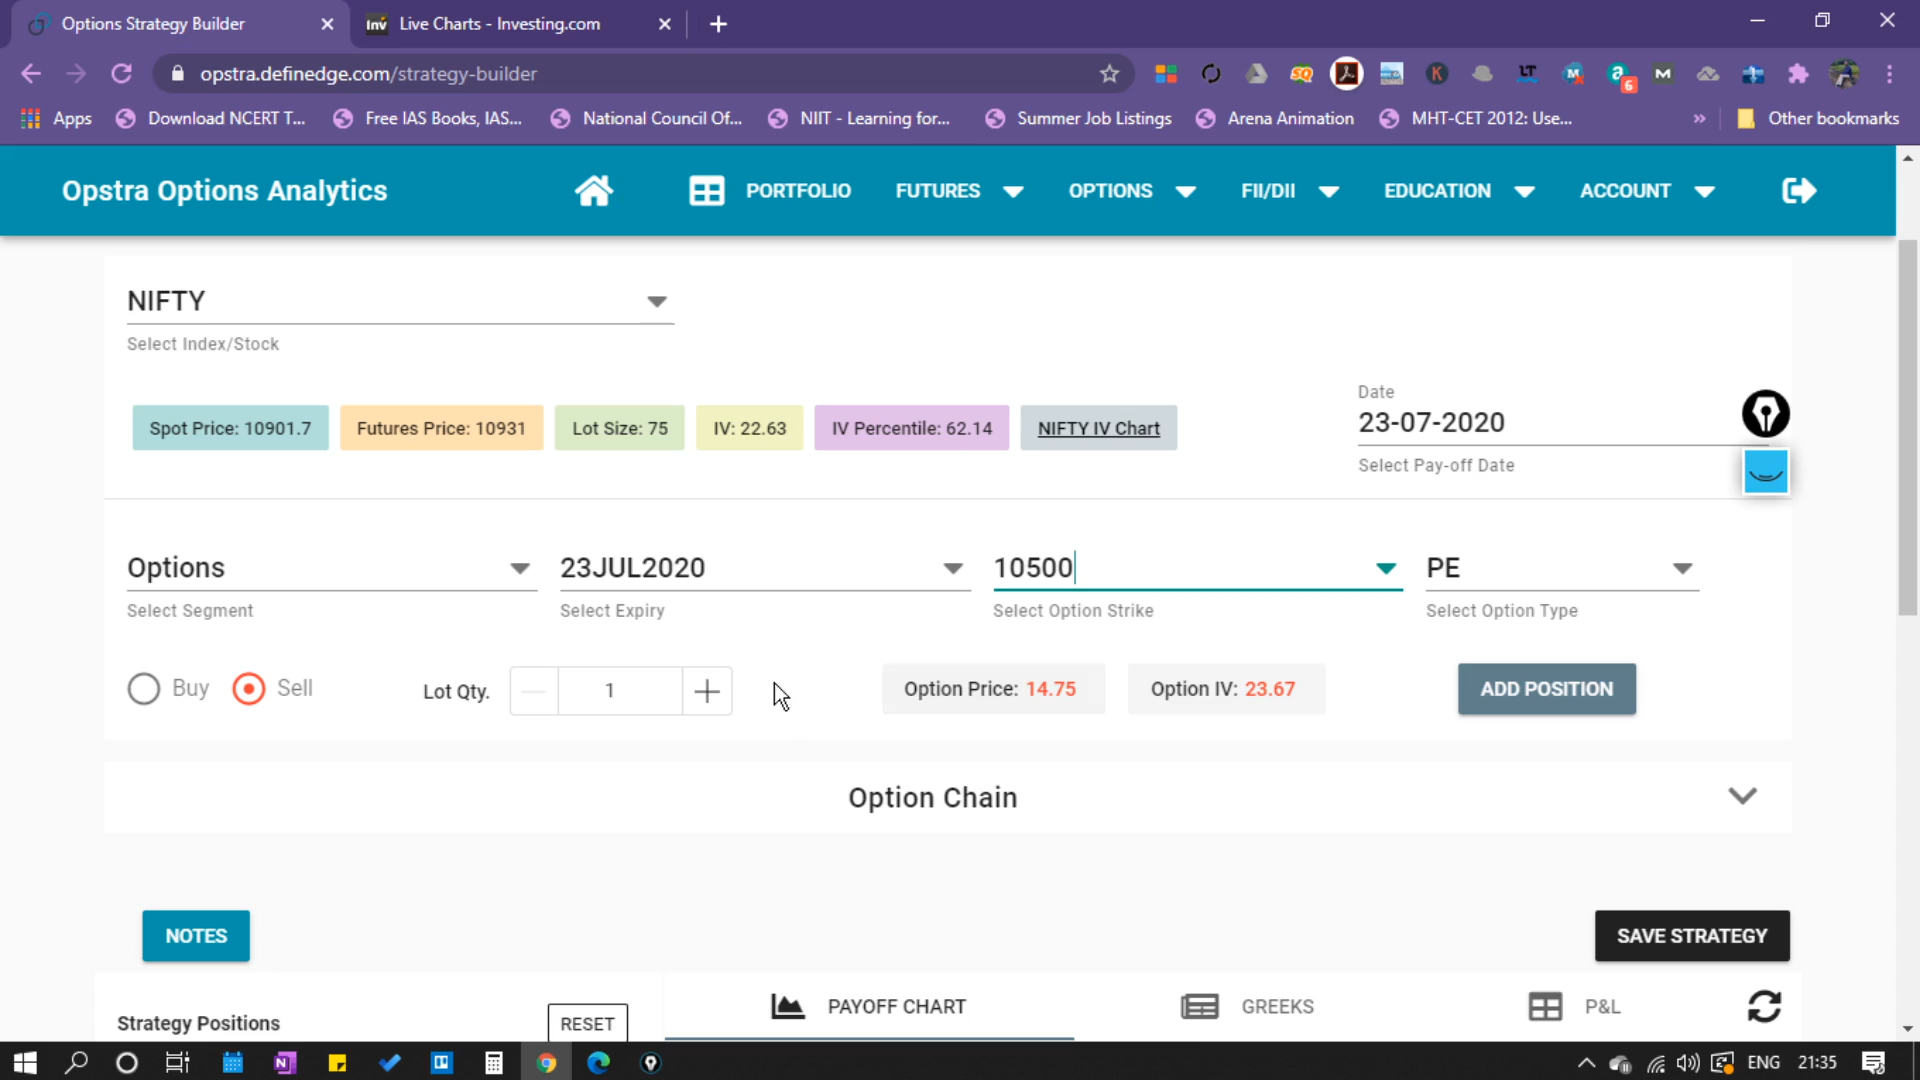 Options Strategy Builder
Live Charts - Investing.com
opstra.definedge.com/strategy-builder
Apps
Download NCERT T...
Free IAS Books, IAS...
National Council Of...
NIIT - Learning for...
Summer Job Listings
Arena Animation
MHT-CET 2012: Use...
Other bookmarks
Opstra Options Analytics
PORTFOLIO
FUTURES
OPTIONS
FII/DII
EDUCATION
ACCOUNT
NIFTY
Select Index/Stock
Spot Price: 10901.7
Futures Price: 10931
Lot Size: 75
IV: 22.63
IV Percentile: 62.14
NIFTY IV Chart
Date
23-07-2020
Select Pay-off Date
Options
Select Segment
23JUL2020
Select Expiry
10500
Select Option Strike
PE
Select Option Type
Buy
Sell
Lot Qty.
1
Option Price: 14.75
Option IV: 23.67
ADD POSITION
Option Chain
NOTES
SAVE STRATEGY
Strategy Positions
RESET
PAYOFF CHART
GREEKS
P&L
ENG
21:35